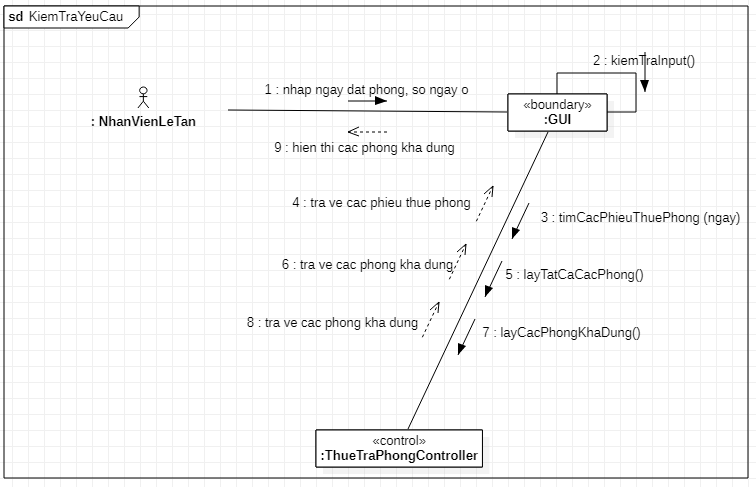 sd KiemTraYeuCau
2 : kiemTraInput()
1 : nhap ngay dat phong, so ngay o
«boundary»
:GUI
: NhanVienLeTan
9 : hien thi cac phong kha dung
4 : tra ve cac phieu thue phong
3 : timCacPhieuThuePhong (ngay)
6 : tra ve cac phong kha dung
5 : layTatCaCacPhong()
8 : tra ve cac phong kha dung
7 : layCacPhongKhaDung()
«control»
:ThueTraPhongController